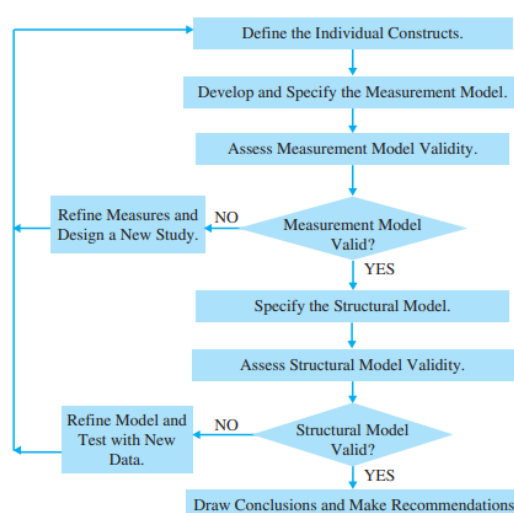 Define the Individual Constructs.
Develop and Specify the Measurement Model.
Assess Measurement Model Validity.
Refine Measures and
Design a New Study.
NO
Measurement Model
Valid?
YES
Specify the Structural Model.
Assess Structural Model Validity.
Refine Model and
Test with New
Data.
NO
Structural Model
Valid?
YES
Draw Conclusions and Make Recommendations